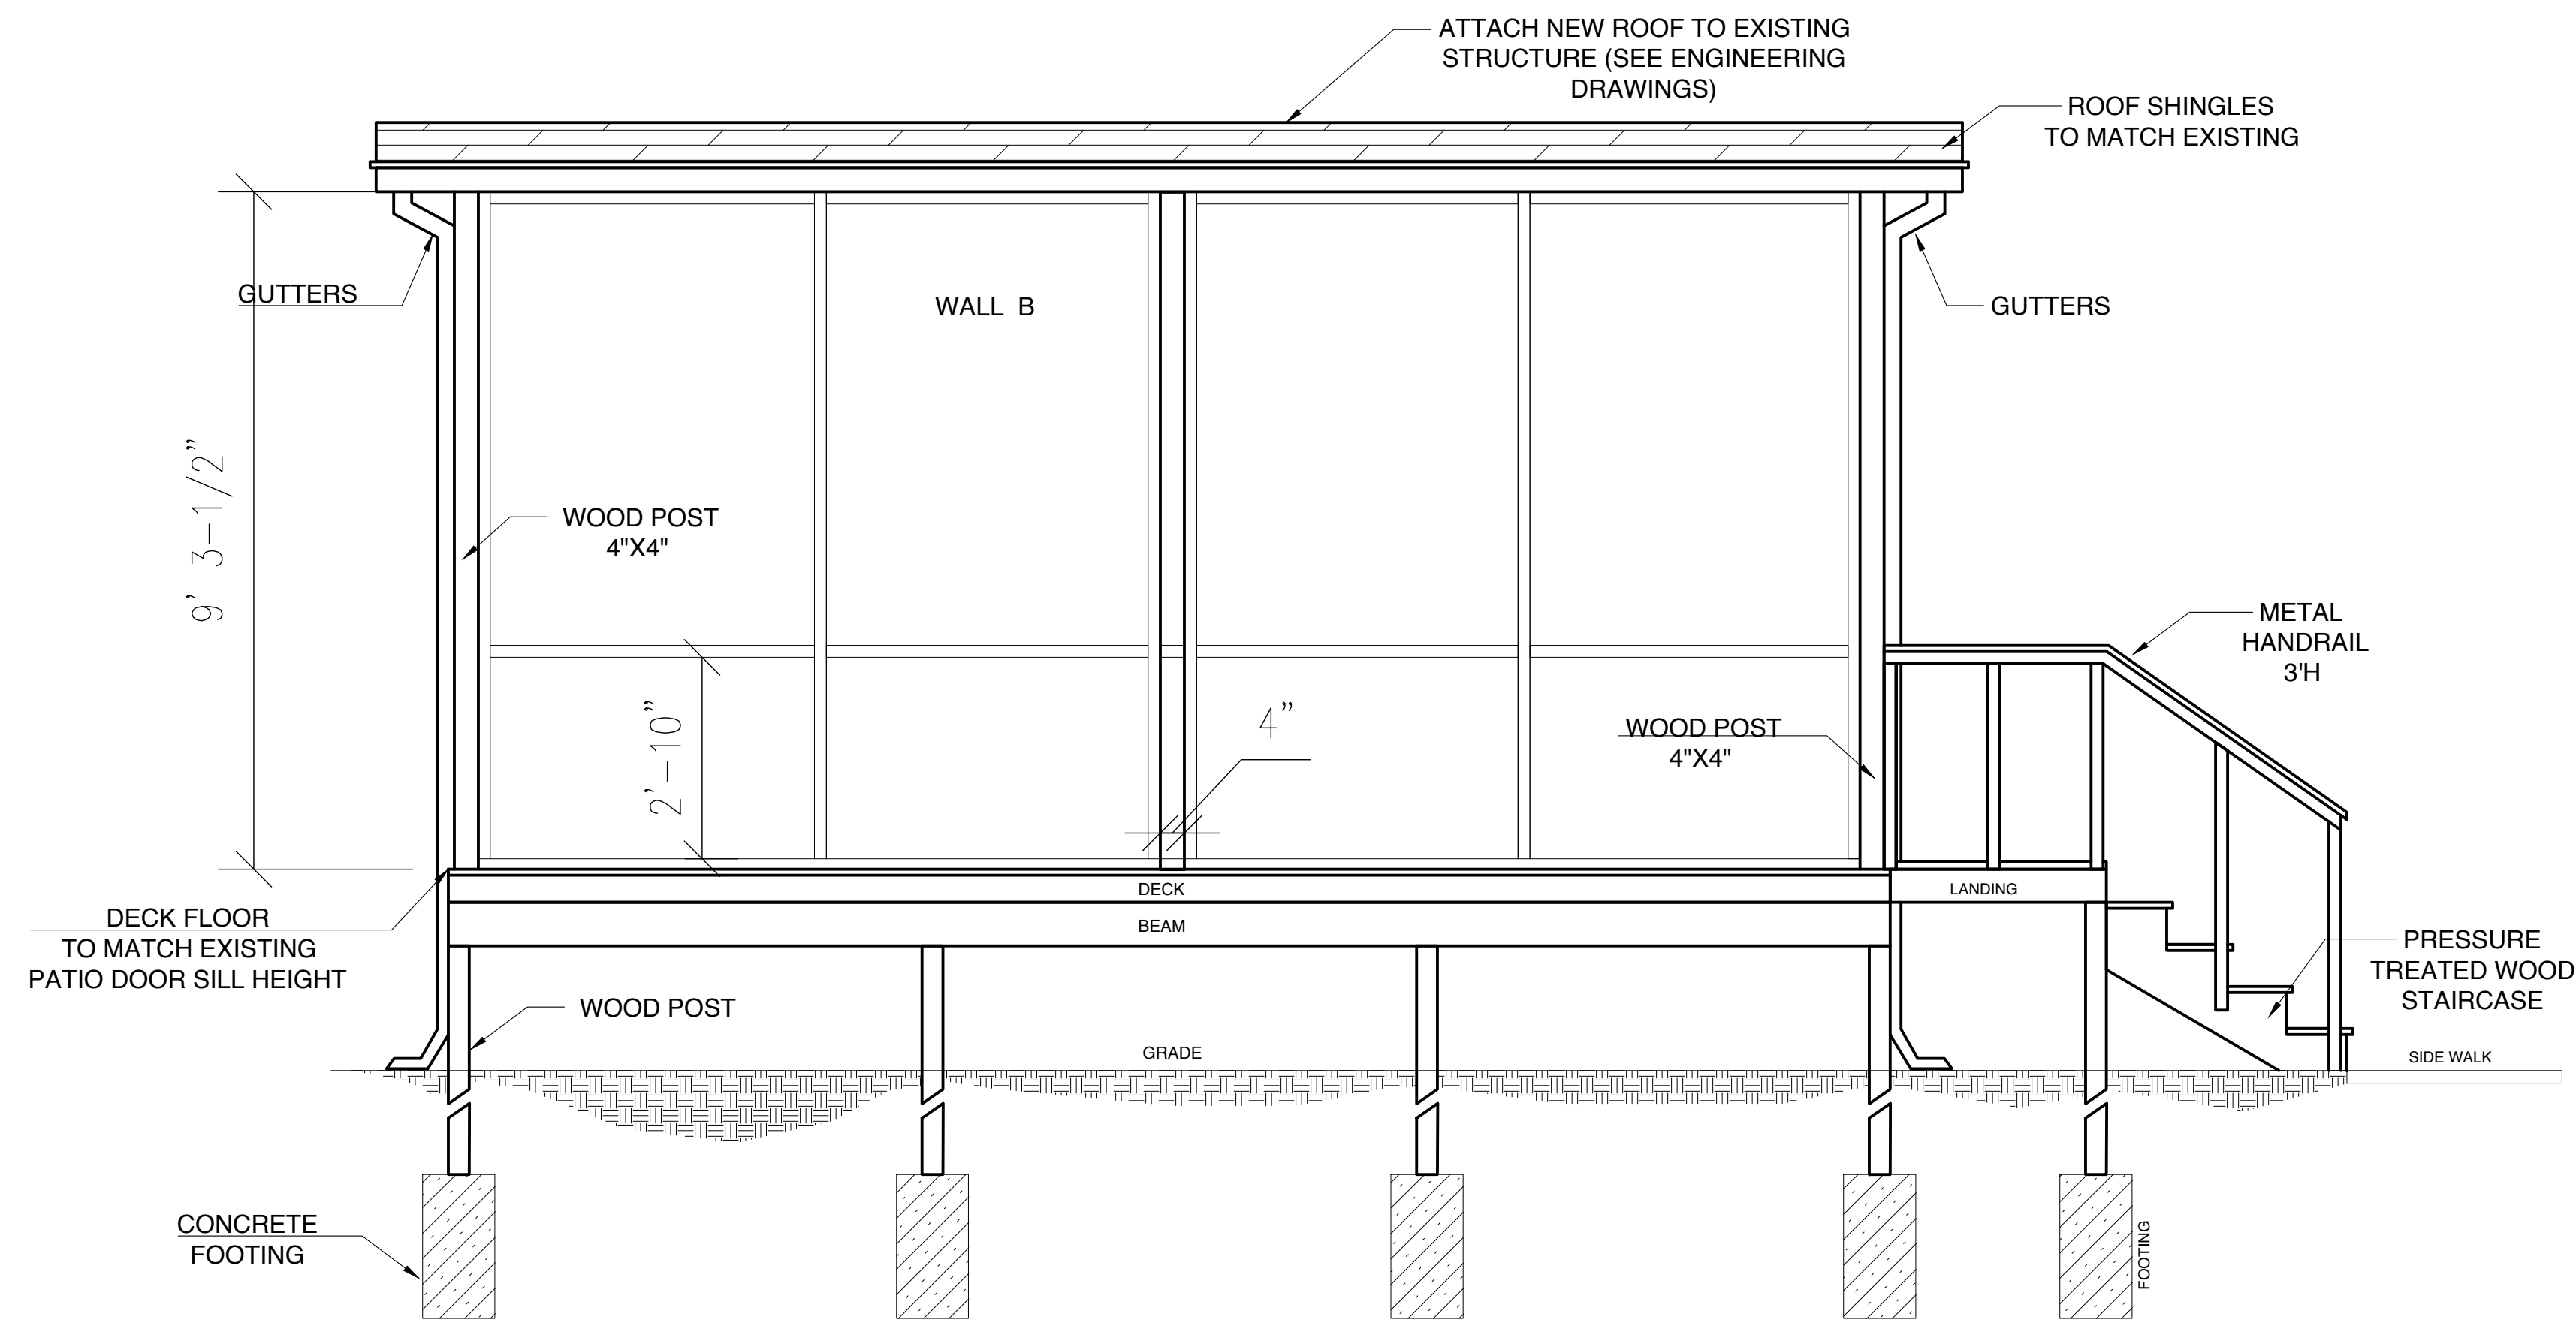 ATTACH NEW ROOF TO EXISTING
STRUCTURE (SEE ENGINEERING
DRAWINGS)
ROOF SHINGLES
TO MATCH EXISTING
GUTTERS
WALL B
GUTTERS
9' 3-1/2"
WOOD POST
4"X4"
METAL
HANDRAIL
3'H
2'-10"
4"
WOOD POST
4"X4"
DECK
LANDING
DECK FLOOR
TO MATCH EXISTING
PATIO DOOR SILL HEIGHT
BEAM
PRESSURE
TREATED WOOD
STAIRCASE
WOOD POST
GRADE
SIDE WALK
CONCRETE
FOOTING
FOOTING